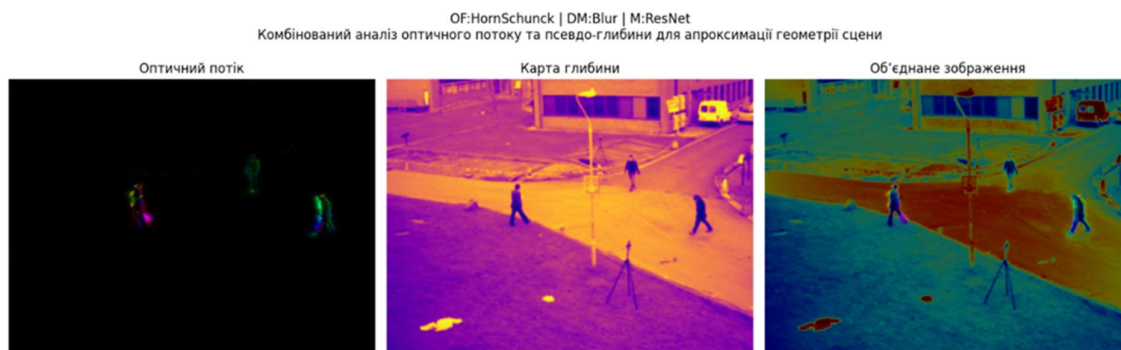 OF:HornSchunck | DM:Blur | M:ResNet
Комбінований аналіз оптичного потоку та псевдо-глибини для апроксимації геометрії сцени
Оптичний потік
Карта глибини
Об'єднане зображення